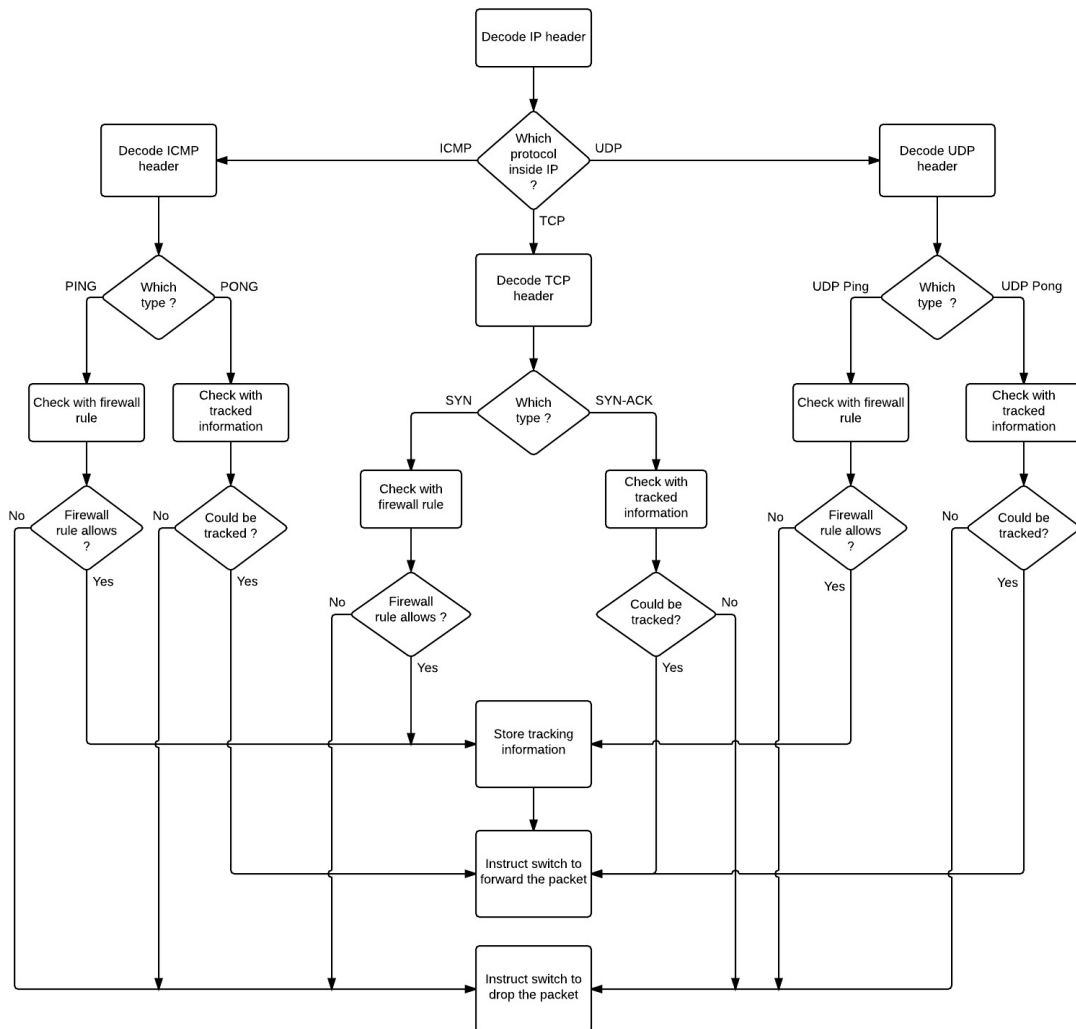 Decode IP header
Which
protocol
inside IP
?
ICMP
UDP
TCP
Decode ICMP
header
Decode UDP
header
Decode TCP
header
PING
Which
type ?
PONG
UDP Ping
Which
type ?
UDP Pong
Check with firewall
rule
Check with
tracked
information
SYN
Which
type ?
SYN-ACK
Check with firewall
rule
Check with
tracked
information
Check with
firewall rule
Check with
tracked
information
No
Firewall
rule allows
?
Yes
Could be
tracked ?
No
Yes
No
Firewall
rule allows
?
Yes
No
Could be
tracked?
Yes
No
Firewall
rule allows ?
Yes
Could be
tracked?
No
Yes
Store tracking
information
Instruct switch to
forward the packet
Instruct switch to
drop the packet